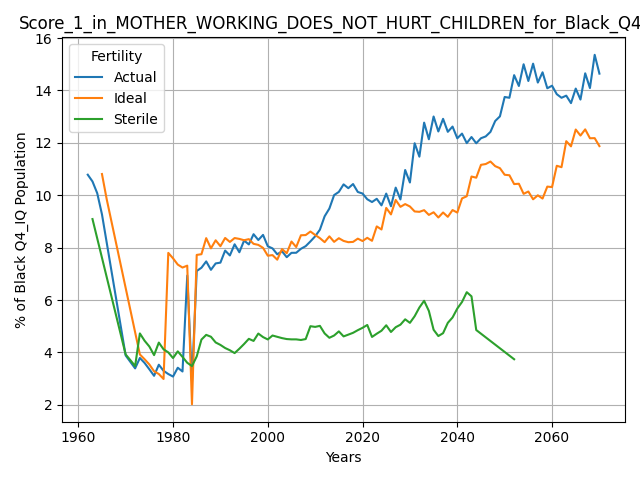 Score_1_in_MOTHER_WORKING_DOES_NOT_HURT_CHILDREN_for_Black_Q4
Fertility
Actual
Ideal
Sterile
% of Black Q4_IQ Population
16
14
12
10
8
6
4
2
1960 1980 2000 2020 2040 2060
Years